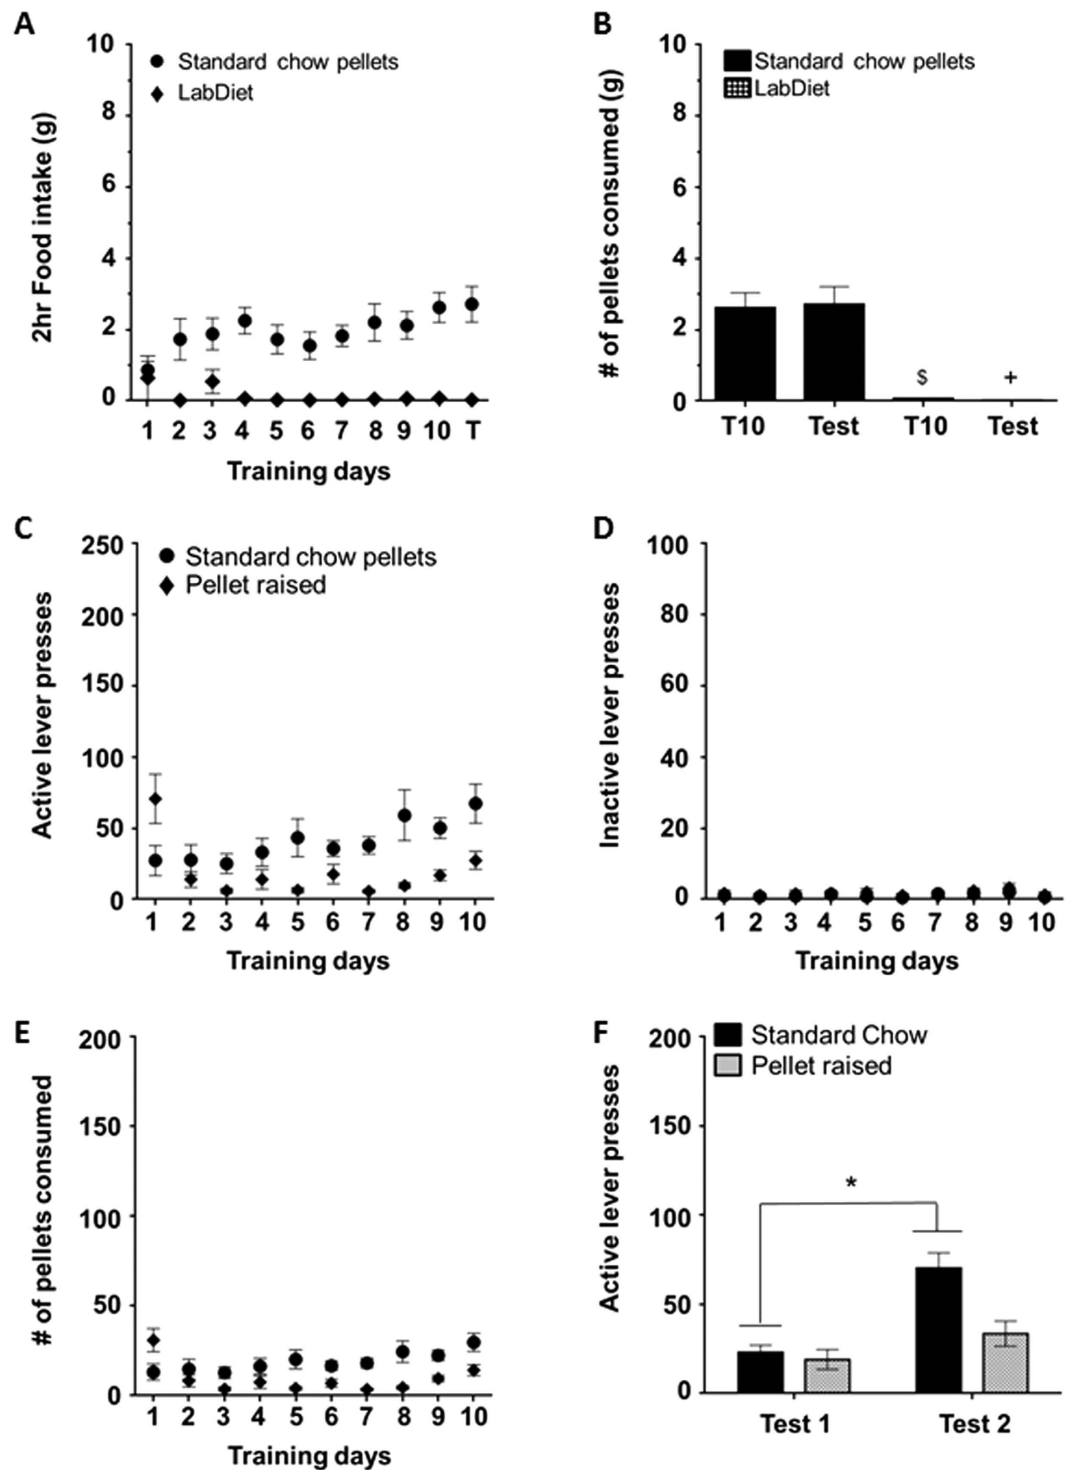 A
10
8
6
4
2
0
2hr Food intake (g)
Standard chow pellets
LabDiet
1 2 3 4 5 6 7 8 9 10 T
Training days
B
10
8
6
4
2
0
# of pellets consumed (g)
Standard chow pellets
LabDiet
$
+
T10 Test T10 Test
C
250
200
150
100
50
0
Active lever presses
Standard chow pellets
Pellet raised
1 2 3 4 5 6 7 8 9 10
Training days
D
100
80
60
40
20
0
Inactive lever presses
1 2 3 4 5 6 7 8 9 10
Training days
E
200
150
100
50
0
# of pellets consumed
1 2 3 4 5 6 7 8 9 10
Training days
F
200
150
100
50
0
Active lever presses
Standard Chow
Pellet raised
*
Test 1 Test 2